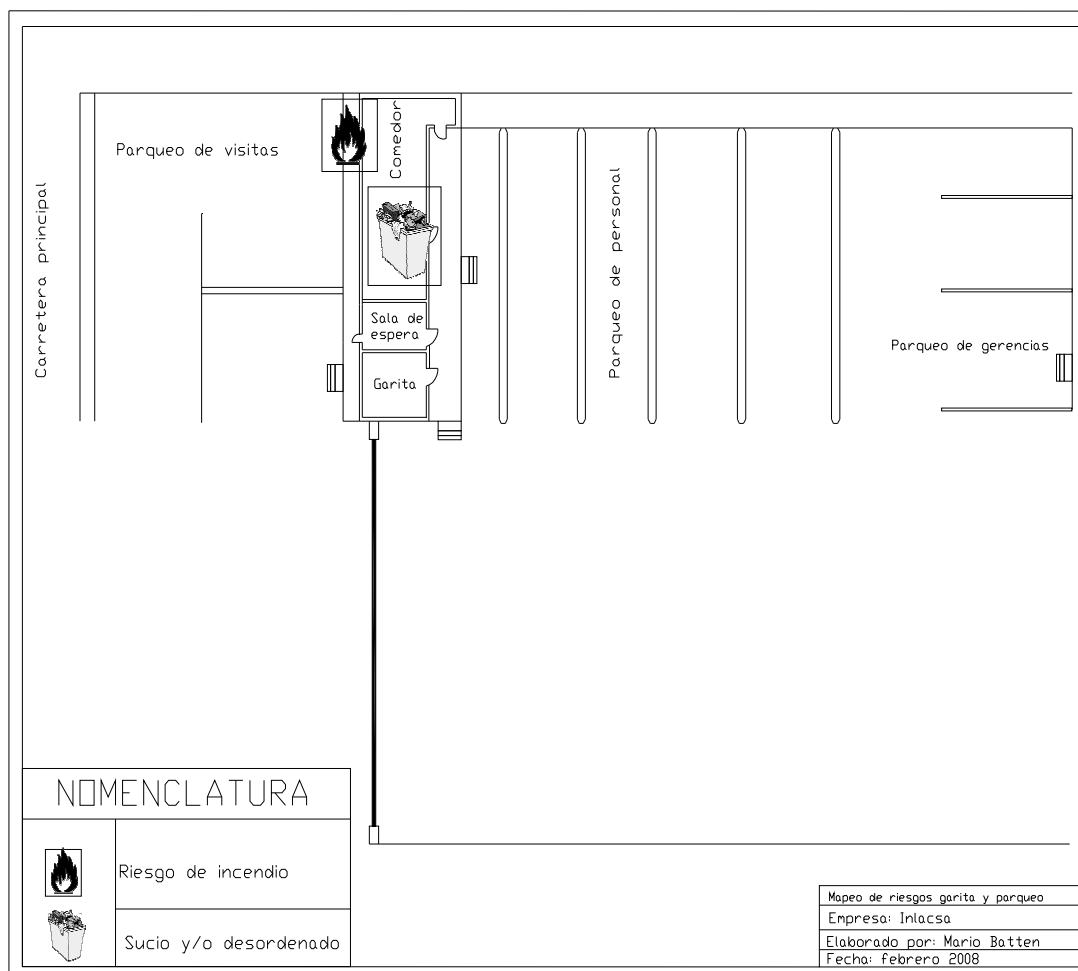 Carretera principal
Parqueo de visitas
Comedor
Sala de
espera
Garita
Parqueo de personal
Parqueo de gerencias
NOMENCLATURA
Riesgo de incendio
Sucio y/o desordenado
Mapeo de riesgos garita y parqueo
Empresa: Inlacsa
Elaborado por: Mario Batten
Fecha: febrero 2008